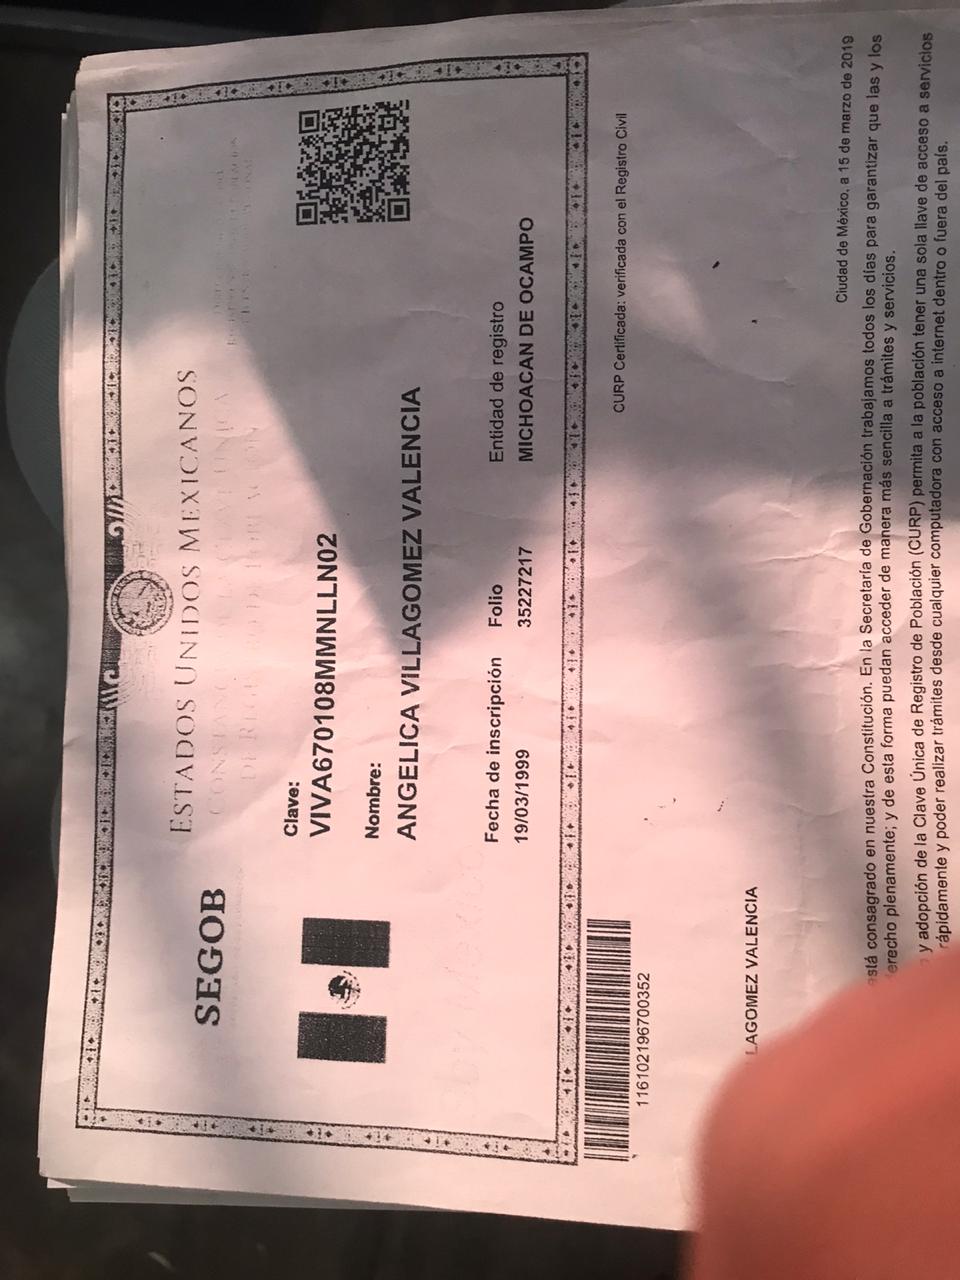 ESTADOS UNIDOS MEXICANOS
SEGOB
CONSTANCIA DE LA CLAVE ÚNICA
DE REGISTRO DE POBLACIÓN
Clave:
VIVA670108MMNLLN02
Nombre:
ANGELICA VILLAGOMEZ VALENCIA
Fecha de inscripción Folio Entidad de registro
19/03/1999 35227217 MICHOACAN DE OCAMPO
116102196700352
CURP Certificada: verificada con el Registro Civil
LAGOMEZ VALENCIA
Ciudad de México, a 15 de marzo de 2019
está consagrado en nuestra Constitución. En la Secretaría de Gobernación trabajamos todos los días para garantizar que las y los
erecho plenamente; y de esta forma puedan acceder de manera más sencilla a trámites y servicios.
y adopción de la Clave Única de Registro de Población (CURP) permita a la población tener una sola llave de acceso a servicios
rápidamente y poder realizar trámites desde cualquier computadora con acceso a internet dentro o fuera del país.